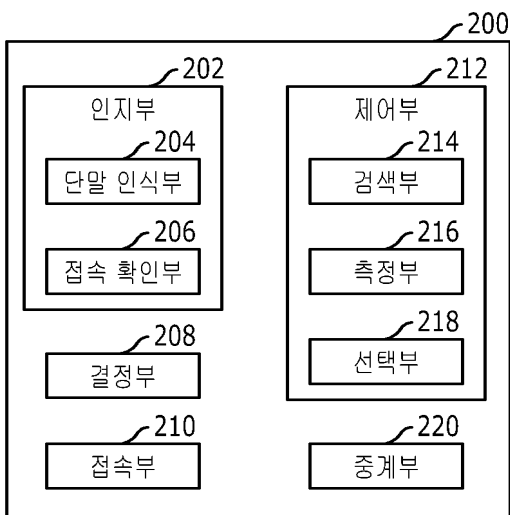 200
202
인지부
204
단말 인식부
206
접속 확인부
208
결정부
210
접속부
212
제어부
214
검색부
216
측정부
218
선택부
220
중계부